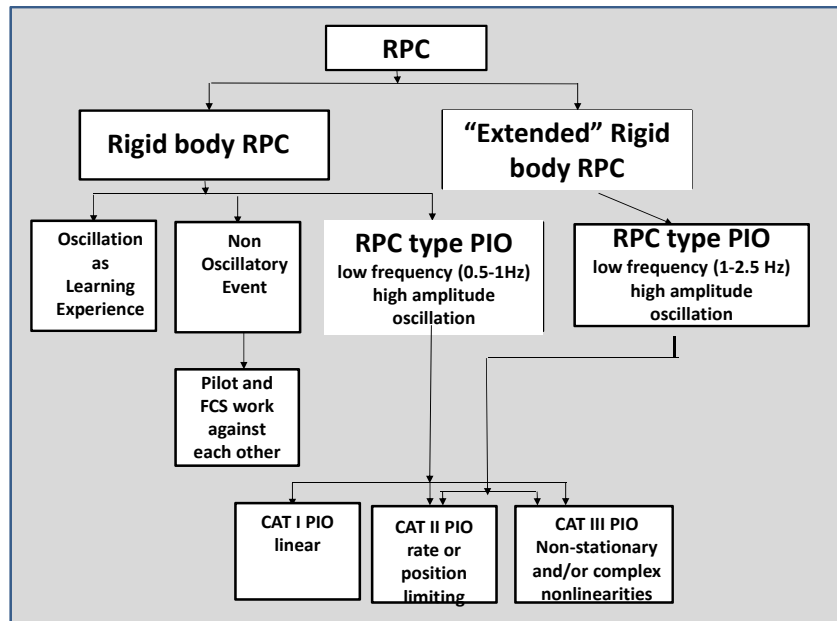 RPC
Rigid body RPC
“Extended” Rigid
body RPC
Oscillation
as
Learning
Experience
Non
Oscillatory
Event
RPC type PIO
low frequency (0.5-1Hz)
high amplitude
oscillation
RPC type PIO
low frequency (1-2.5 Hz)
high amplitude
oscillation
Pilot and
FCS work
against
each other
CAT I PIO
linear
CAT II PIO
rate or
position
limiting
CAT III PIO
Non-stationary
and/or complex
nonlinearities